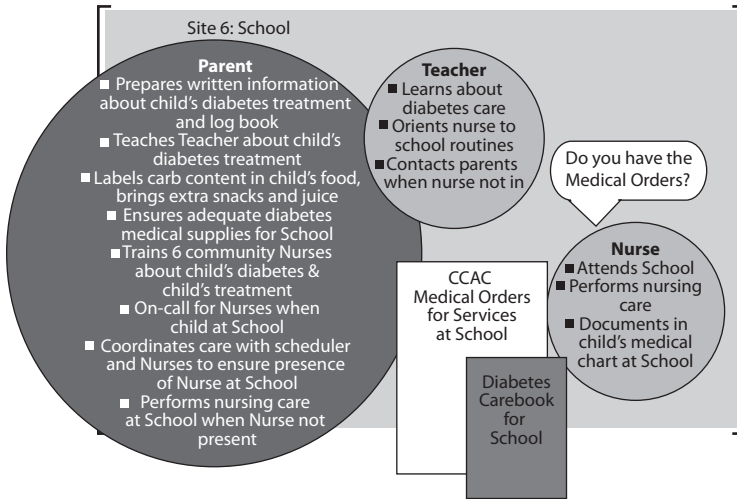 Site 6: School
Parent
■ Prepares written information
about child’s diabetes treatment
and log book
■ Teaches Teacher about child’s
diabetes treatment
■ Labels carb content in child’s food,
brings extra snacks and juice
■ Ensures adequate diabetes
medical supplies for School
■ Trains 6 community Nurses
about child’s diabetes &
child’s treatment
■ On-call for Nurses when
child at School
■ Coordinates care with scheduler
and Nurses to ensure presence
of Nurse at School
■ Performs nursing care
at School when Nurse not
present
Teacher
■ Learns about
diabetes care
■ Orients nurse to
school routines
■ Contacts parents
when nurse not in
Do you have the
Medical Orders?
Nurse
■ Attends School
■ Performs nursing
care
■ Documents in
child’s medical
chart at School
CCAC
Medical Orders
for Services
at School
Diabetes
Carebook
for
School